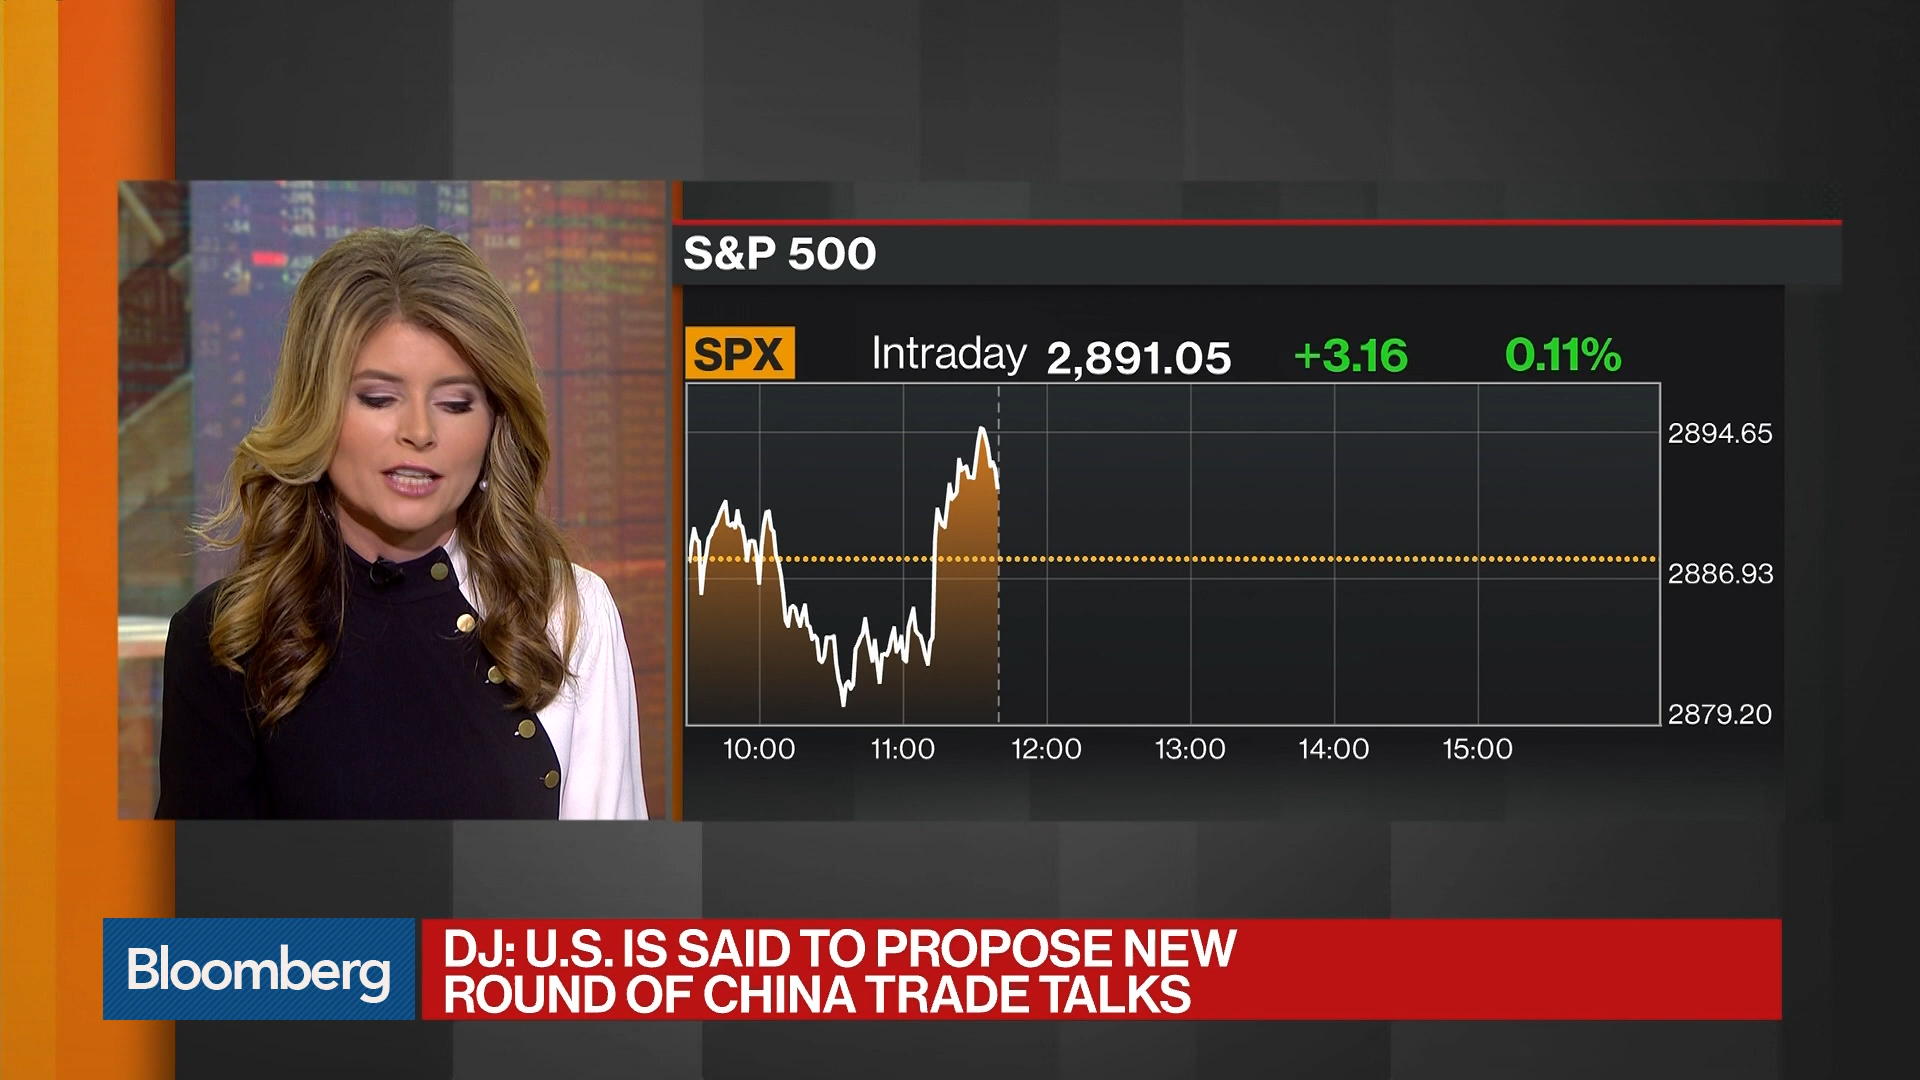 S&P 500
SPX Intraday 2,891.05 +3.16 0.11%
2894.65
2886.93
2879.20
10:00 11:00 12:00 13:00 14:00 15:00
Bloomberg
DJ: U.S. IS SAID TO PROPOSE NEW
ROUND OF CHINA TRADE TALKS